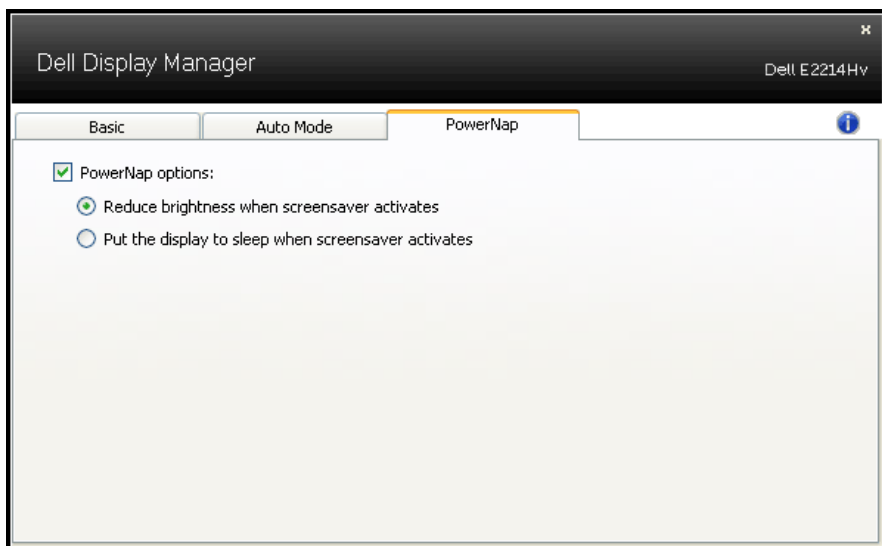 Dell Display Manager
Dell E2214Hv
Basic
Auto Mode
PowerNap
PowerNap options:
Reduce brightness when screensaver activates
Put the display to sleep when screensaver activates